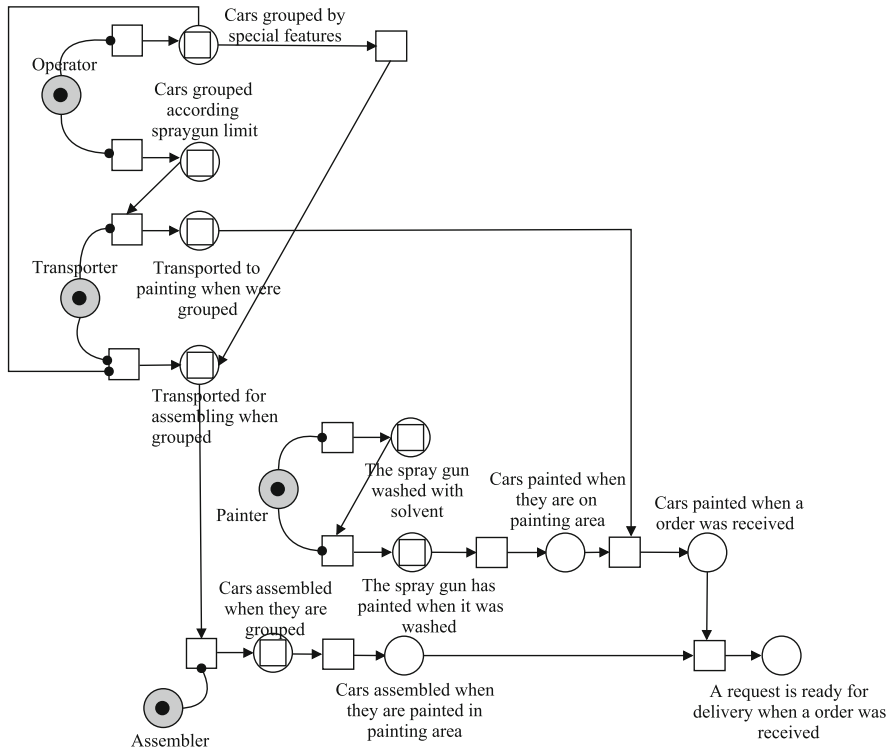 Cars grouped by
special features
Operator
Cars grouped
according
spraygun limit
Transporter
Transported to
painting when were
grouped
Transported for
assembling when
grouped
The spray gun
washed with
solvent
Cars painted when
they are on
painting area
Cars painted when a
order was received
Painter
Cars assembled
when they are
grouped
The spray gun has
painted when it was
washed
Cars assembled when
they are painted in
painting area
A request is ready for
delivery when a order was
received
Assembler